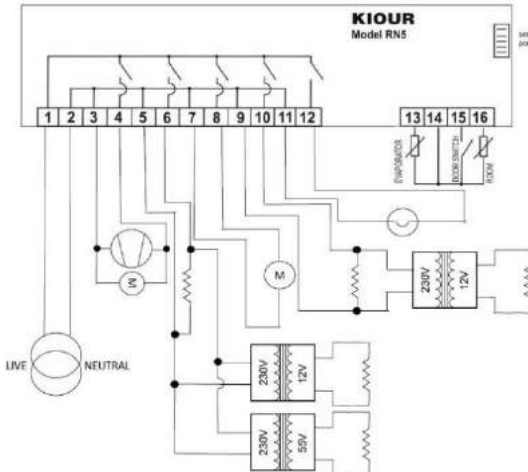 KIOUR
Model RN5
1 2 3 4 5 6 7 8 9 10 11 12
13 14 15 16
EVAPORATOR
DOOR SWITCH
ROOM
M
M
230V 12V
LIVE NEUTRAL
230V 12V
230V 55V